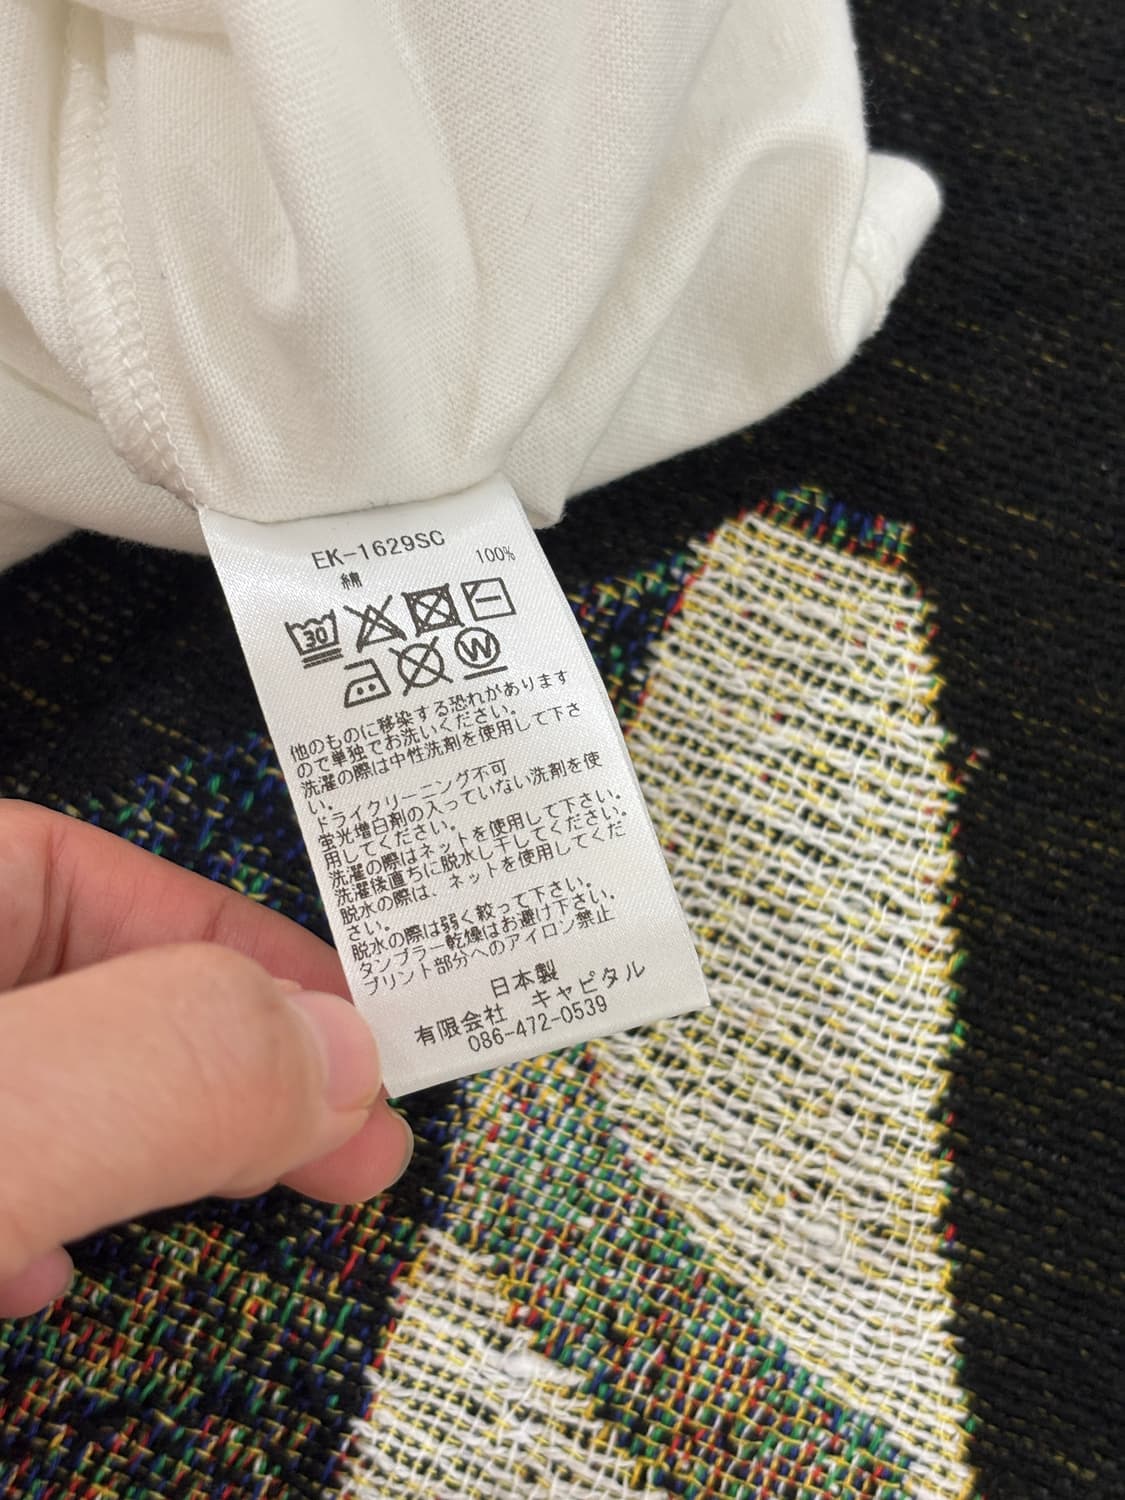 EK-1629SC
綿 100%
30
W
他のものに移染する恐れがあります
ので単独でお洗いください。
洗濯の際は中性洗剤を使用して下さ
い。
ドライクリーニング不可
蛍光増白剤の入っていない洗剤を使
用してください。
洗濯の際はネットを使用して下さい。
洗濯後直ちに脱水し干してください。
脱水の際は、ネットを使用してくだ
さい。
脱水の際は弱く絞って下さい。
タンブラー乾燥はお避け下さい。
プリント部分へのアイロン禁止
日本製
有限会社 キャピタル
086-472-0539